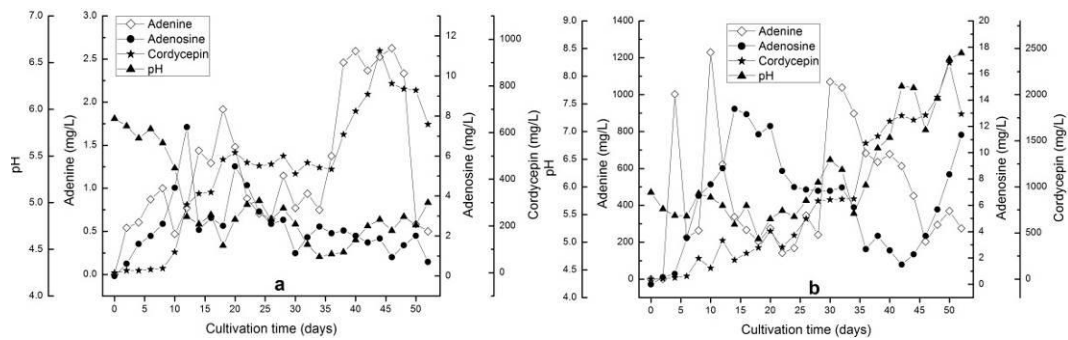 a
Adenine
Adenosine
Cordycepin
pH
pH
6.5
6.0
5.5
5.0
4.5
4.0
Adenine (mg/L)
3.0
2.5
2.0
1.5
1.0
0.5
0.0
Adenosine (mg/L)
12
10
8
6
4
2
0
Cordycepin (mg/L)
1000
800
600
400
200
0
0 5 10 15 20 25 30 35 40 45 50
Cultivation time (days)
b
Adenine
Adenosine
Cordycepin
pH
pH
9.0
8.5
8.0
7.5
7.0
6.5
6.0
5.5
5.0
4.5
4.0
Adenine (mg/L)
1400
1200
1000
800
600
400
200
0
Adenosine (mg/L)
20
18
16
14
12
10
8
6
4
2
0
Cordycepin (mg/L)
2500
2000
1500
1000
500
0
0 5 10 15 20 25 30 35 40 45 50
Cultivation time (days)